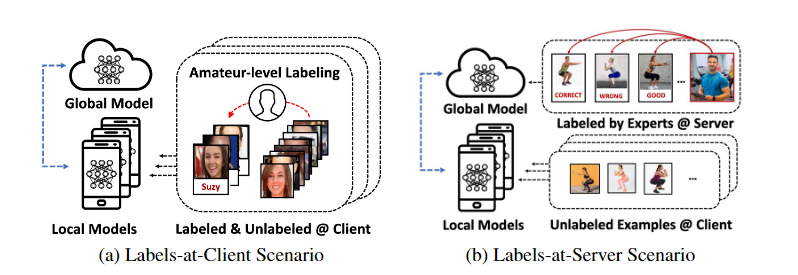 Amateur-level Labeling
Global Model
Suzy
Local Models
Labeled & Unlabeled @ Client
(a) Labels-at-Client Scenario
CORRECT
WRONG
GOOD
...
Global Model
Labeled by Experts @ Server
...
Local Models
Unlabeled Examples @ Client
(b) Labels-at-Server Scenario